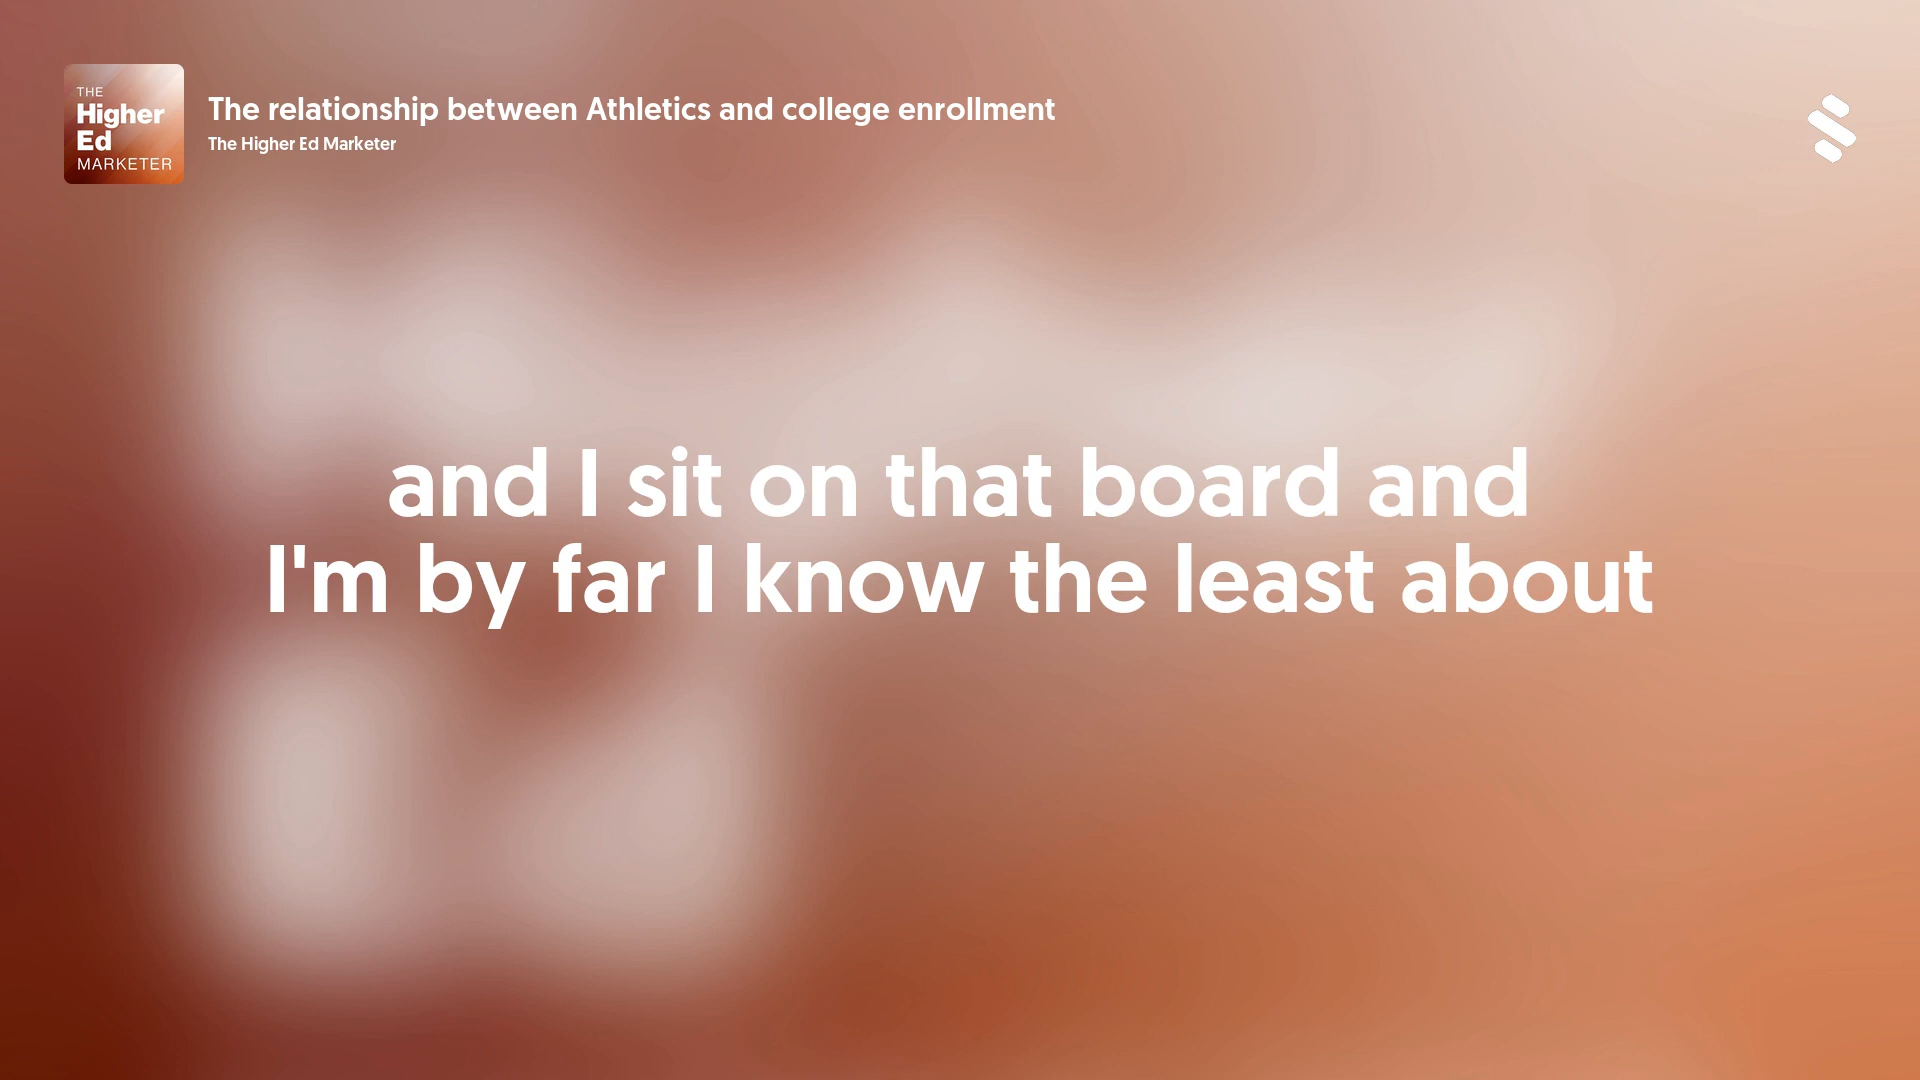 THE
Higher
Ed
MARKETER
The relationship between Athletics and college enrollment
The Higher Ed Marketer
and I sit on that board and
I'm by far I know the least about